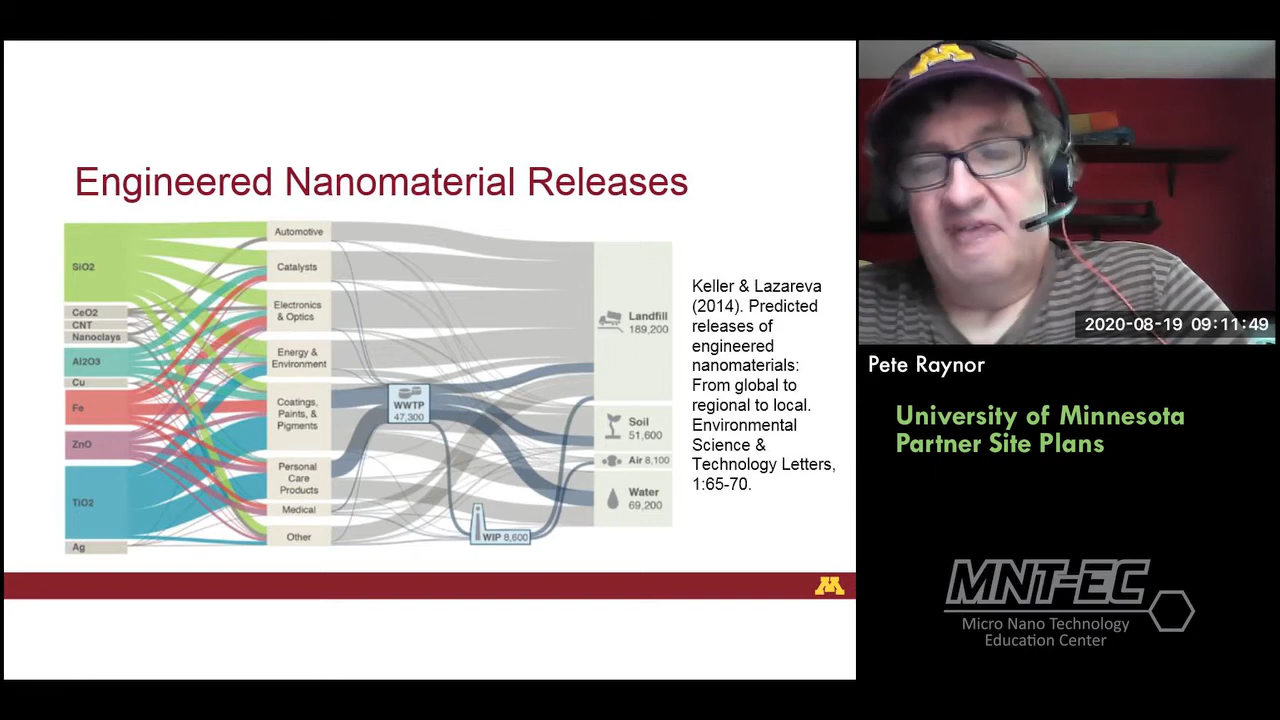 Engineered Nanomaterial Releases
SiO2
CeO2
CNT
Nanoclays
Al2O3
Cu
Fe
ZnO
TiO2
Ag
Automotive
Catalysts
Electronics
& Optics
Energy &
Environment
Coatings,
Paints, &
Pigments
Personal
Care
Products
Medical
Other
WWTP
47,300
WIP 8,600
Landfill
189,200
Soil
51,600
Air 8,100
Water
69,200
Keller & Lazareva
(2014). Predicted
releases of
engineered
nanomaterials:
From global to
regional to local.
Environmental
Science &
Technology Letters,
1:65-70.
M
M
2020-08-19 09:11:49
Pete Raynor
University of Minnesota
Partner Site Plans
MNT-EC
Micro Nano Technology
Education Center